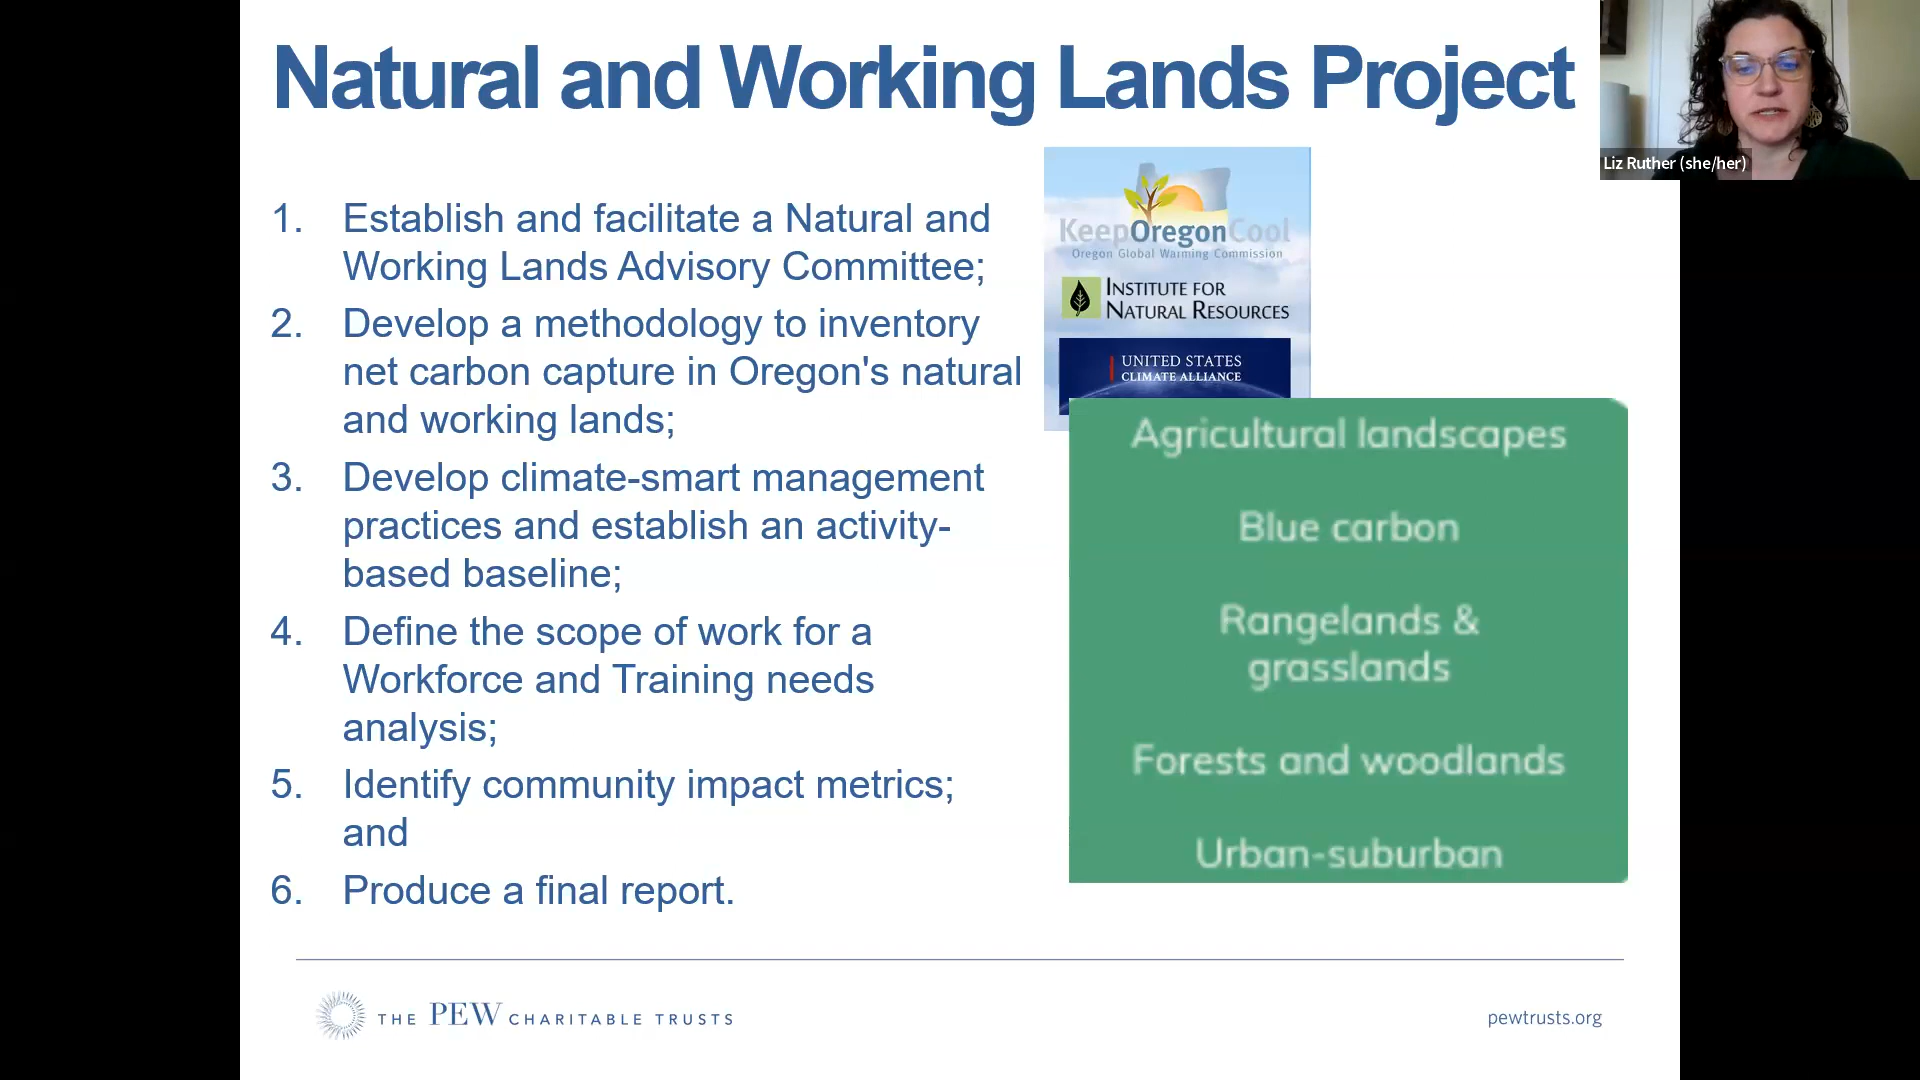 Natural and Working Lands Project
Liz Ruther (she/her)
1. Establish and facilitate a Natural and
Working Lands Advisory Committee;
2. Develop a methodology to inventory
net carbon capture in Oregon's natural
and working lands;
3. Develop climate-smart management
practices and establish an activity-
based baseline;
4. Define the scope of work for a
Workforce and Training needs
analysis;
5. Identify community impact metrics;
and
6. Produce a final report.
KeepOregonCool
Oregon Global Warming Commission
INSTITUTE FOR
NATURAL RESOURCES
UNITED STATES
CLIMATE ALLIANCE
Agricultural landscapes
Blue carbon
Rangelands &
grasslands
Forests and woodlands
Urban-suburban
THE PEW CHARITABLE TRUSTS
pewtrusts.org